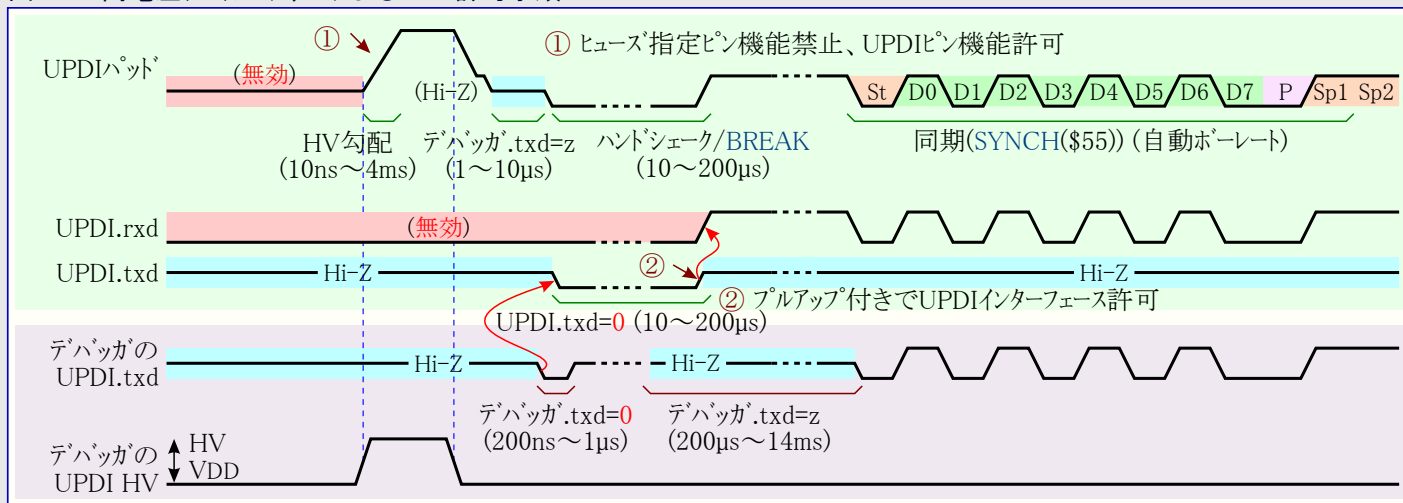 ① ヒューズ指定ピン機能禁止、UPDIピン機能許可
UPDIパッド
(無効)
(Hi-Z)
St D0 D1 D2 D3 D4 D5 D6 D7 P Sp1 Sp2
HV勾配
(10ns~4ms)
デバッガ.txd=z
(1~10μs)
ハンドシェーク/BREAK
(10~200μs)
同期(SYNCH($55)) (自動ボーレート)
UPDI.rxd
(無効)
UPDI.txd
Hi-Z
②
Hi-Z
② プルアップ付きでUPDIインターフェース許可
UPDI.txd=0 (10~200μs)
デバッガの
UPDI.txd
Hi-Z
Hi-Z
デバッガ.txd=0
(200ns~1μs)
デバッガ.txd=z
(200μs~14ms)
デバッガの
UPDI HV
HV
VDD
①